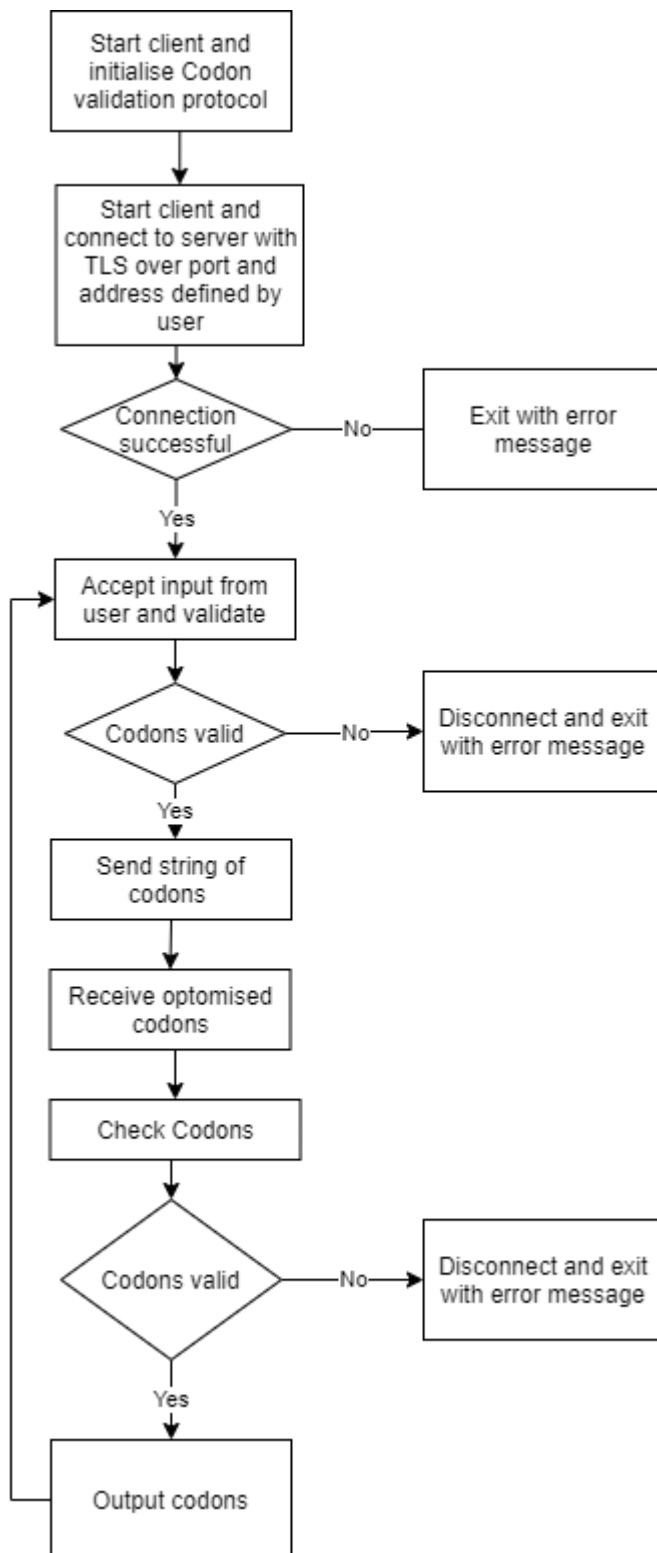 Start client and
initialise Codon
validation protocol
Start client and
connect to server with
TLS over port and
address defined by
user
Connection
successful
No
Exit with error
message
Yes
Accept input from
user and validate
Codons valid
No
Disconnect and exit
with error message
Yes
Send string of
codons
Receive optomised
codons
Check Codons
Codons valid
No
Disconnect and exit
with error message
Yes
Output codons